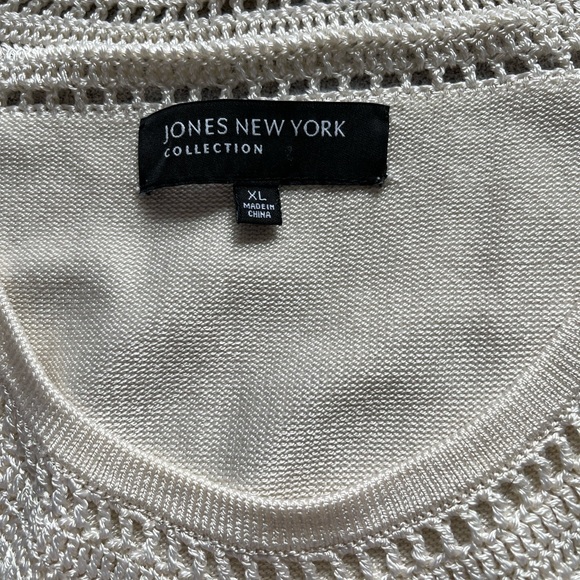 JONES NEW YORK
COLLECTION
XL
MADE IN
CHINA